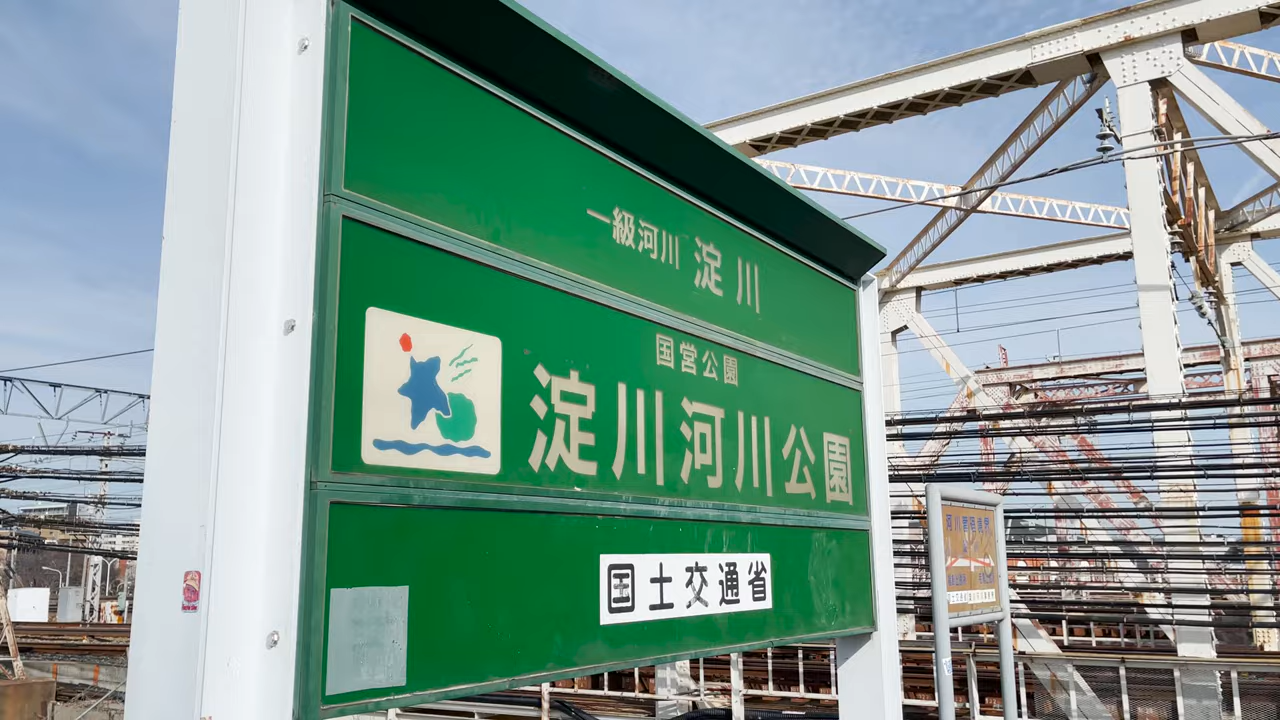 一級河川 淀川
国営公園
淀川河川公園
国土交通省